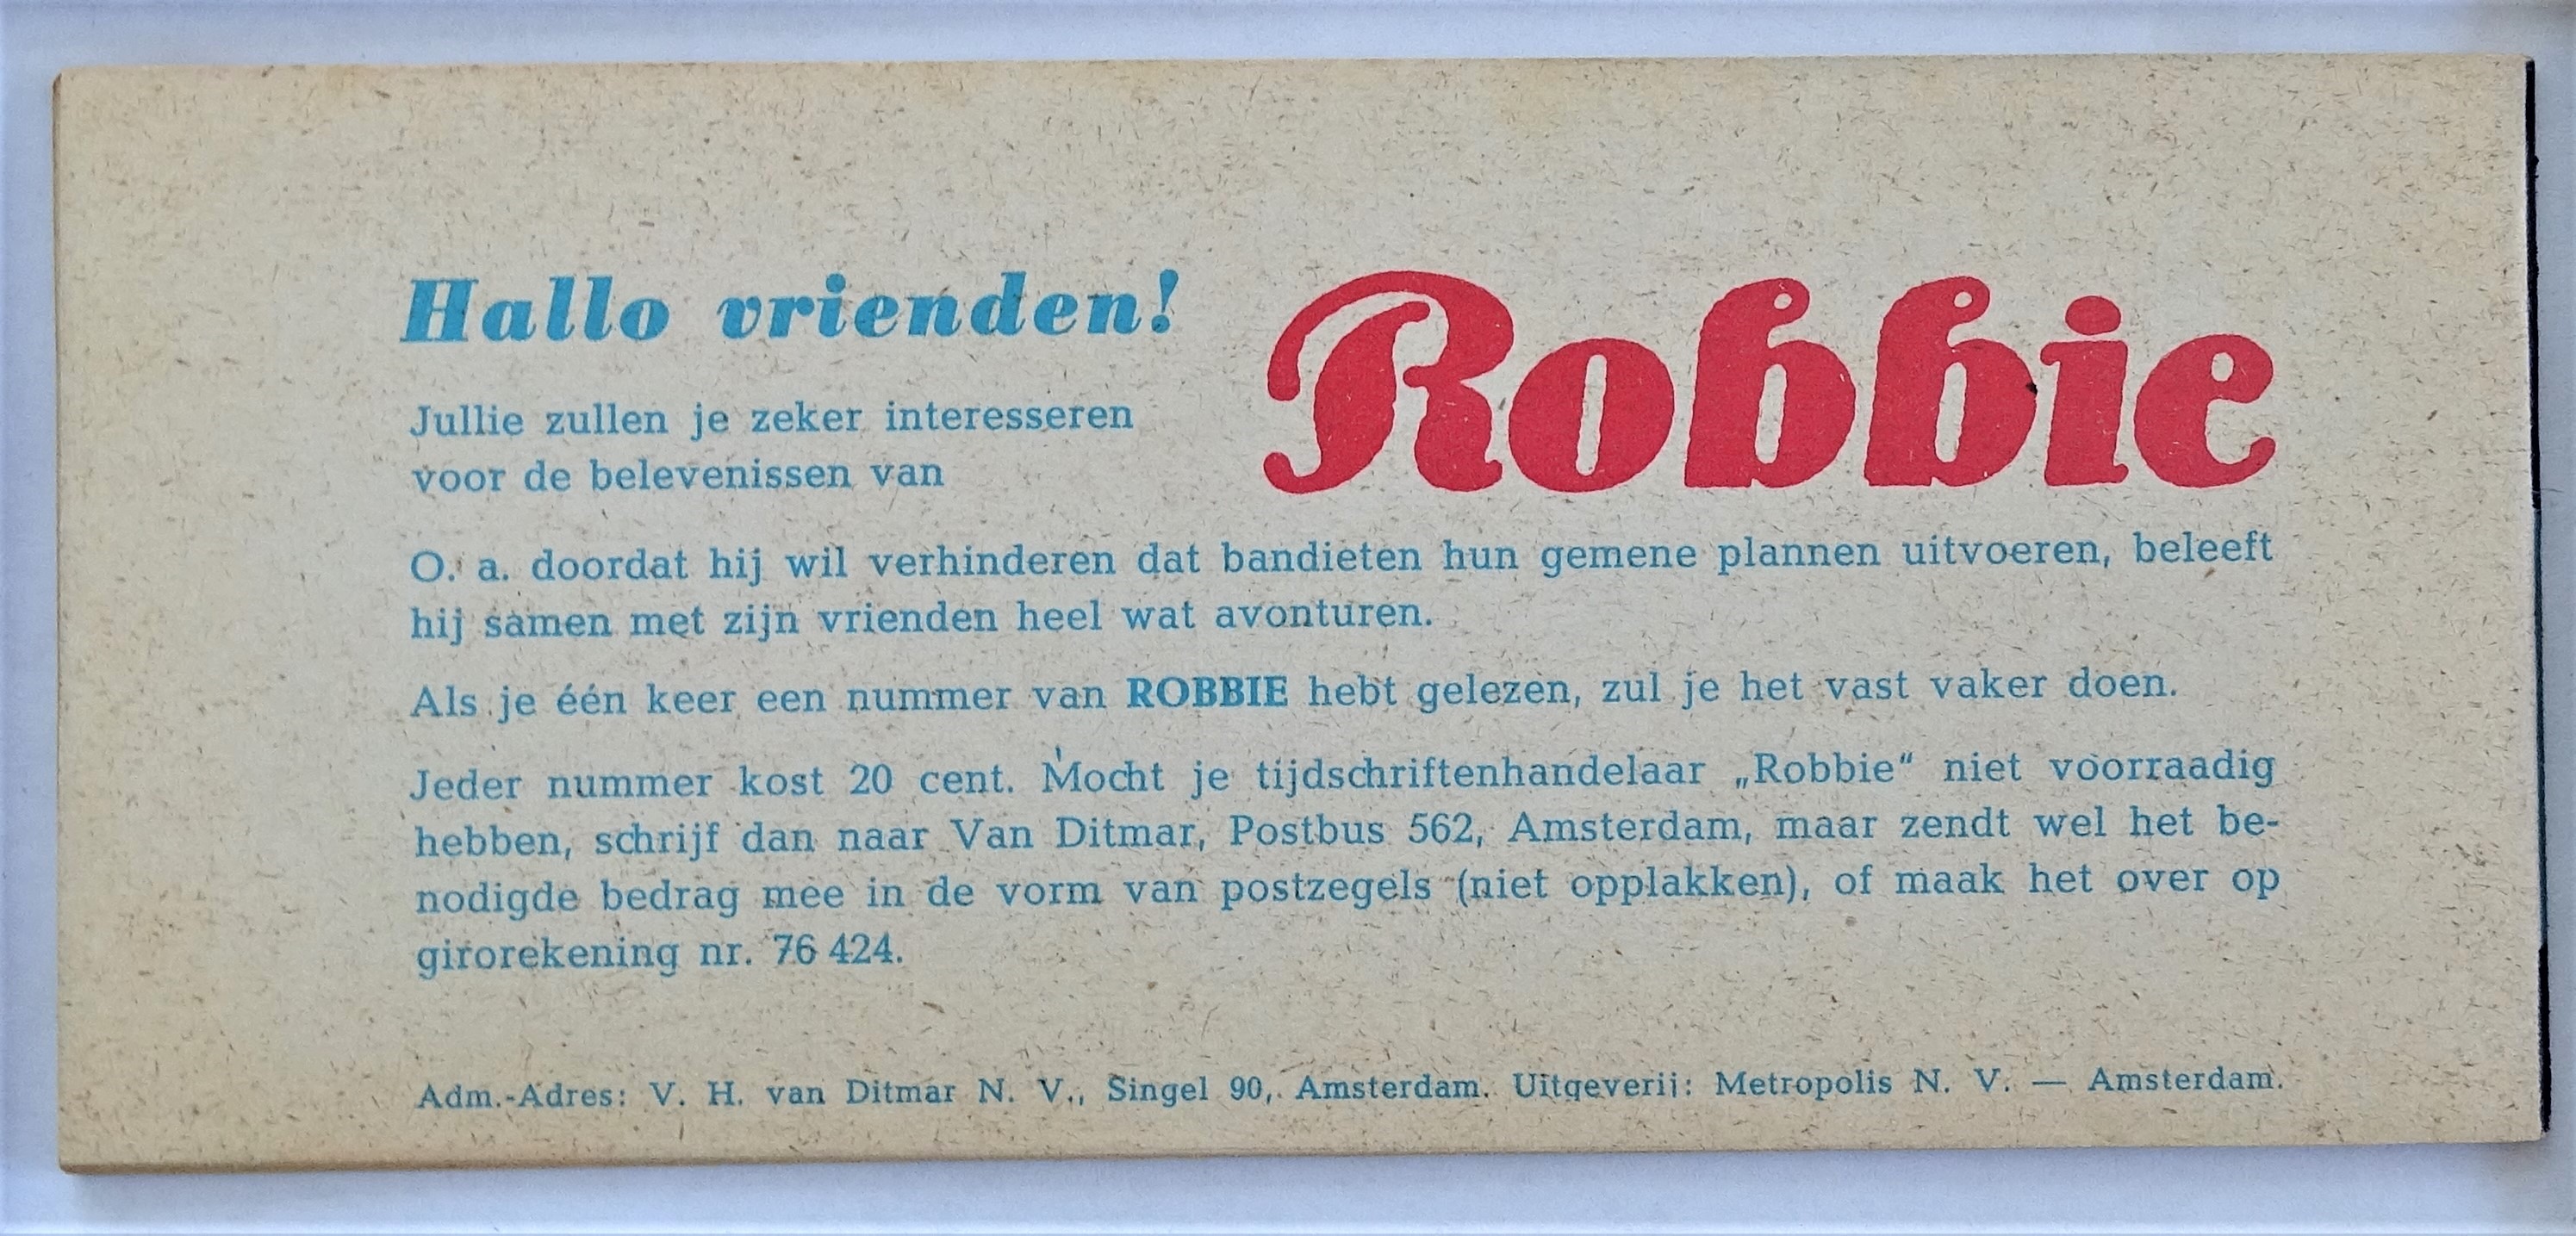 Hallo vrienden!
Jullie zullen je zeker interesseren
voor de belevenissen van
Robbie
O. a. doordat hij wil verhinderen dat bandieten hun gemene plannen uitvoeren, beleeft
hij samen met zijn vrienden heel wat avonturen.
Als je één keer een nummer van ROBBIE hebt gelezen, zul je het vast vaker doen.
Jeder nummer kost 20 cent. Mocht je tijdschriftenhandelaar „Robbie“ niet voorraadig
hebben, schrijf dan naar Van Ditmar, Postbus 562, Amsterdam, maar zendt wel het be-
nodigde bedrag mee in de vorm van postzegels (niet opplakken), of maak het over op
girorekening nr. 76 424.
Adm.-Adres: V. H. van Ditmar N. V., Singel 90, Amsterdam. Uitgeverij: Metropolis N. V. — Amsterdam.